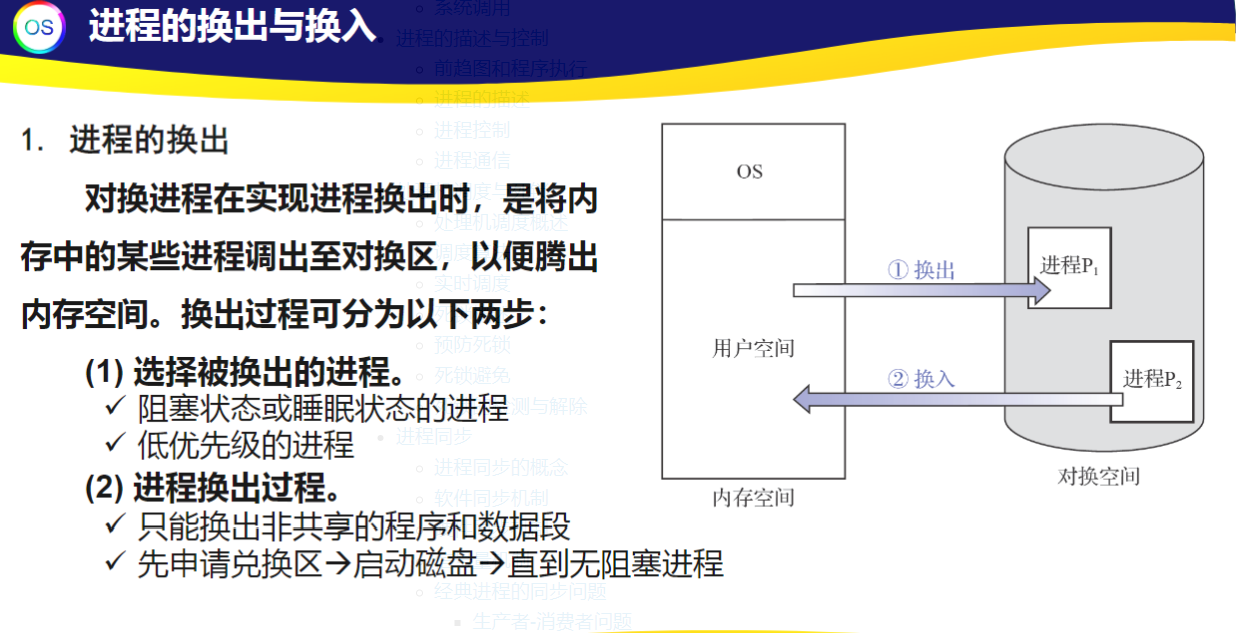 OS 进程的换出与换入
系统调用
进程的描述与控制
前趋图和程序执行
进程的描述
进程控制
进程通信
处理机调度概述
实时调度
预防死锁
死锁避免
测与解除
进程同步
进程同步的概念
软件同步机制
经典进程的同步问题
生产者-消费者问题
1. 进程的换出
对换进程在实现进程换出时，是将内
存中的某些进程调出至对换区，以便腾出
内存空间。换出过程可分为以下两步：
(1) 选择被换出的进程。
✓ 阻塞状态或睡眠状态的进程
✓ 低优先级的进程
(2) 进程换出过程。
✓ 只能换出非共享的程序和数据段
✓ 先申请兑换区→启动磁盘→直到无阻塞进程
OS
用户空间
内存空间
① 换出
② 换入
进程P₁
进程P₂
对换空间